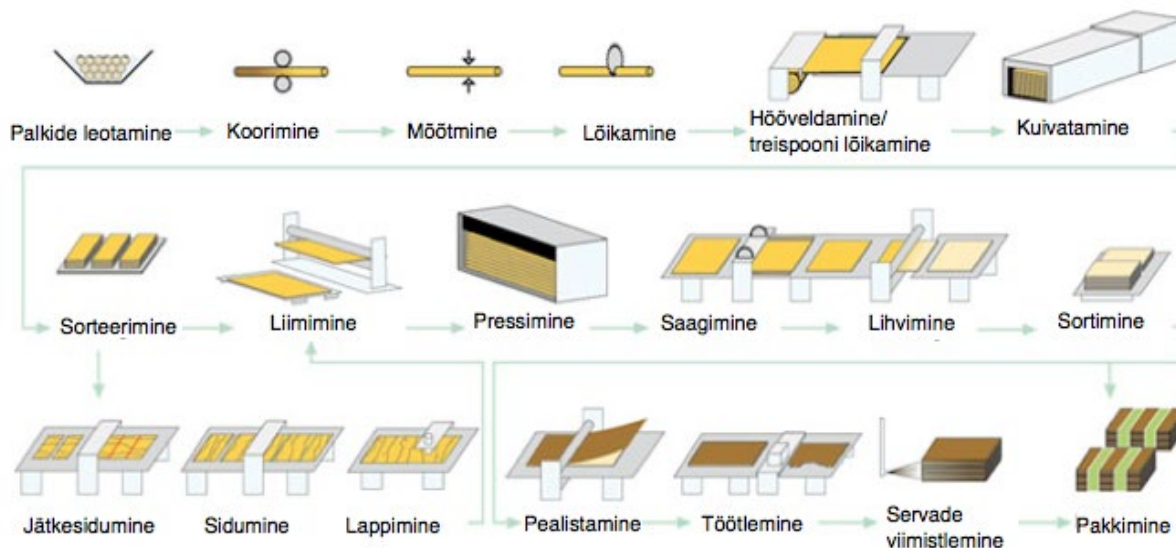 Palkide leotamine
Koorimine
Mõõtmine
Lõikamine
Hööveldamine/
treispooni lõikamine
Kuivatamine
Sorteerimine
Liimimine
Pressimine
Saagimine
Lihvimine
Sortimine
Jätkesidumine
Sidumine
Lappimine
Pealistamine
Töötlemine
Servade
viimistlemine
Pakkimine